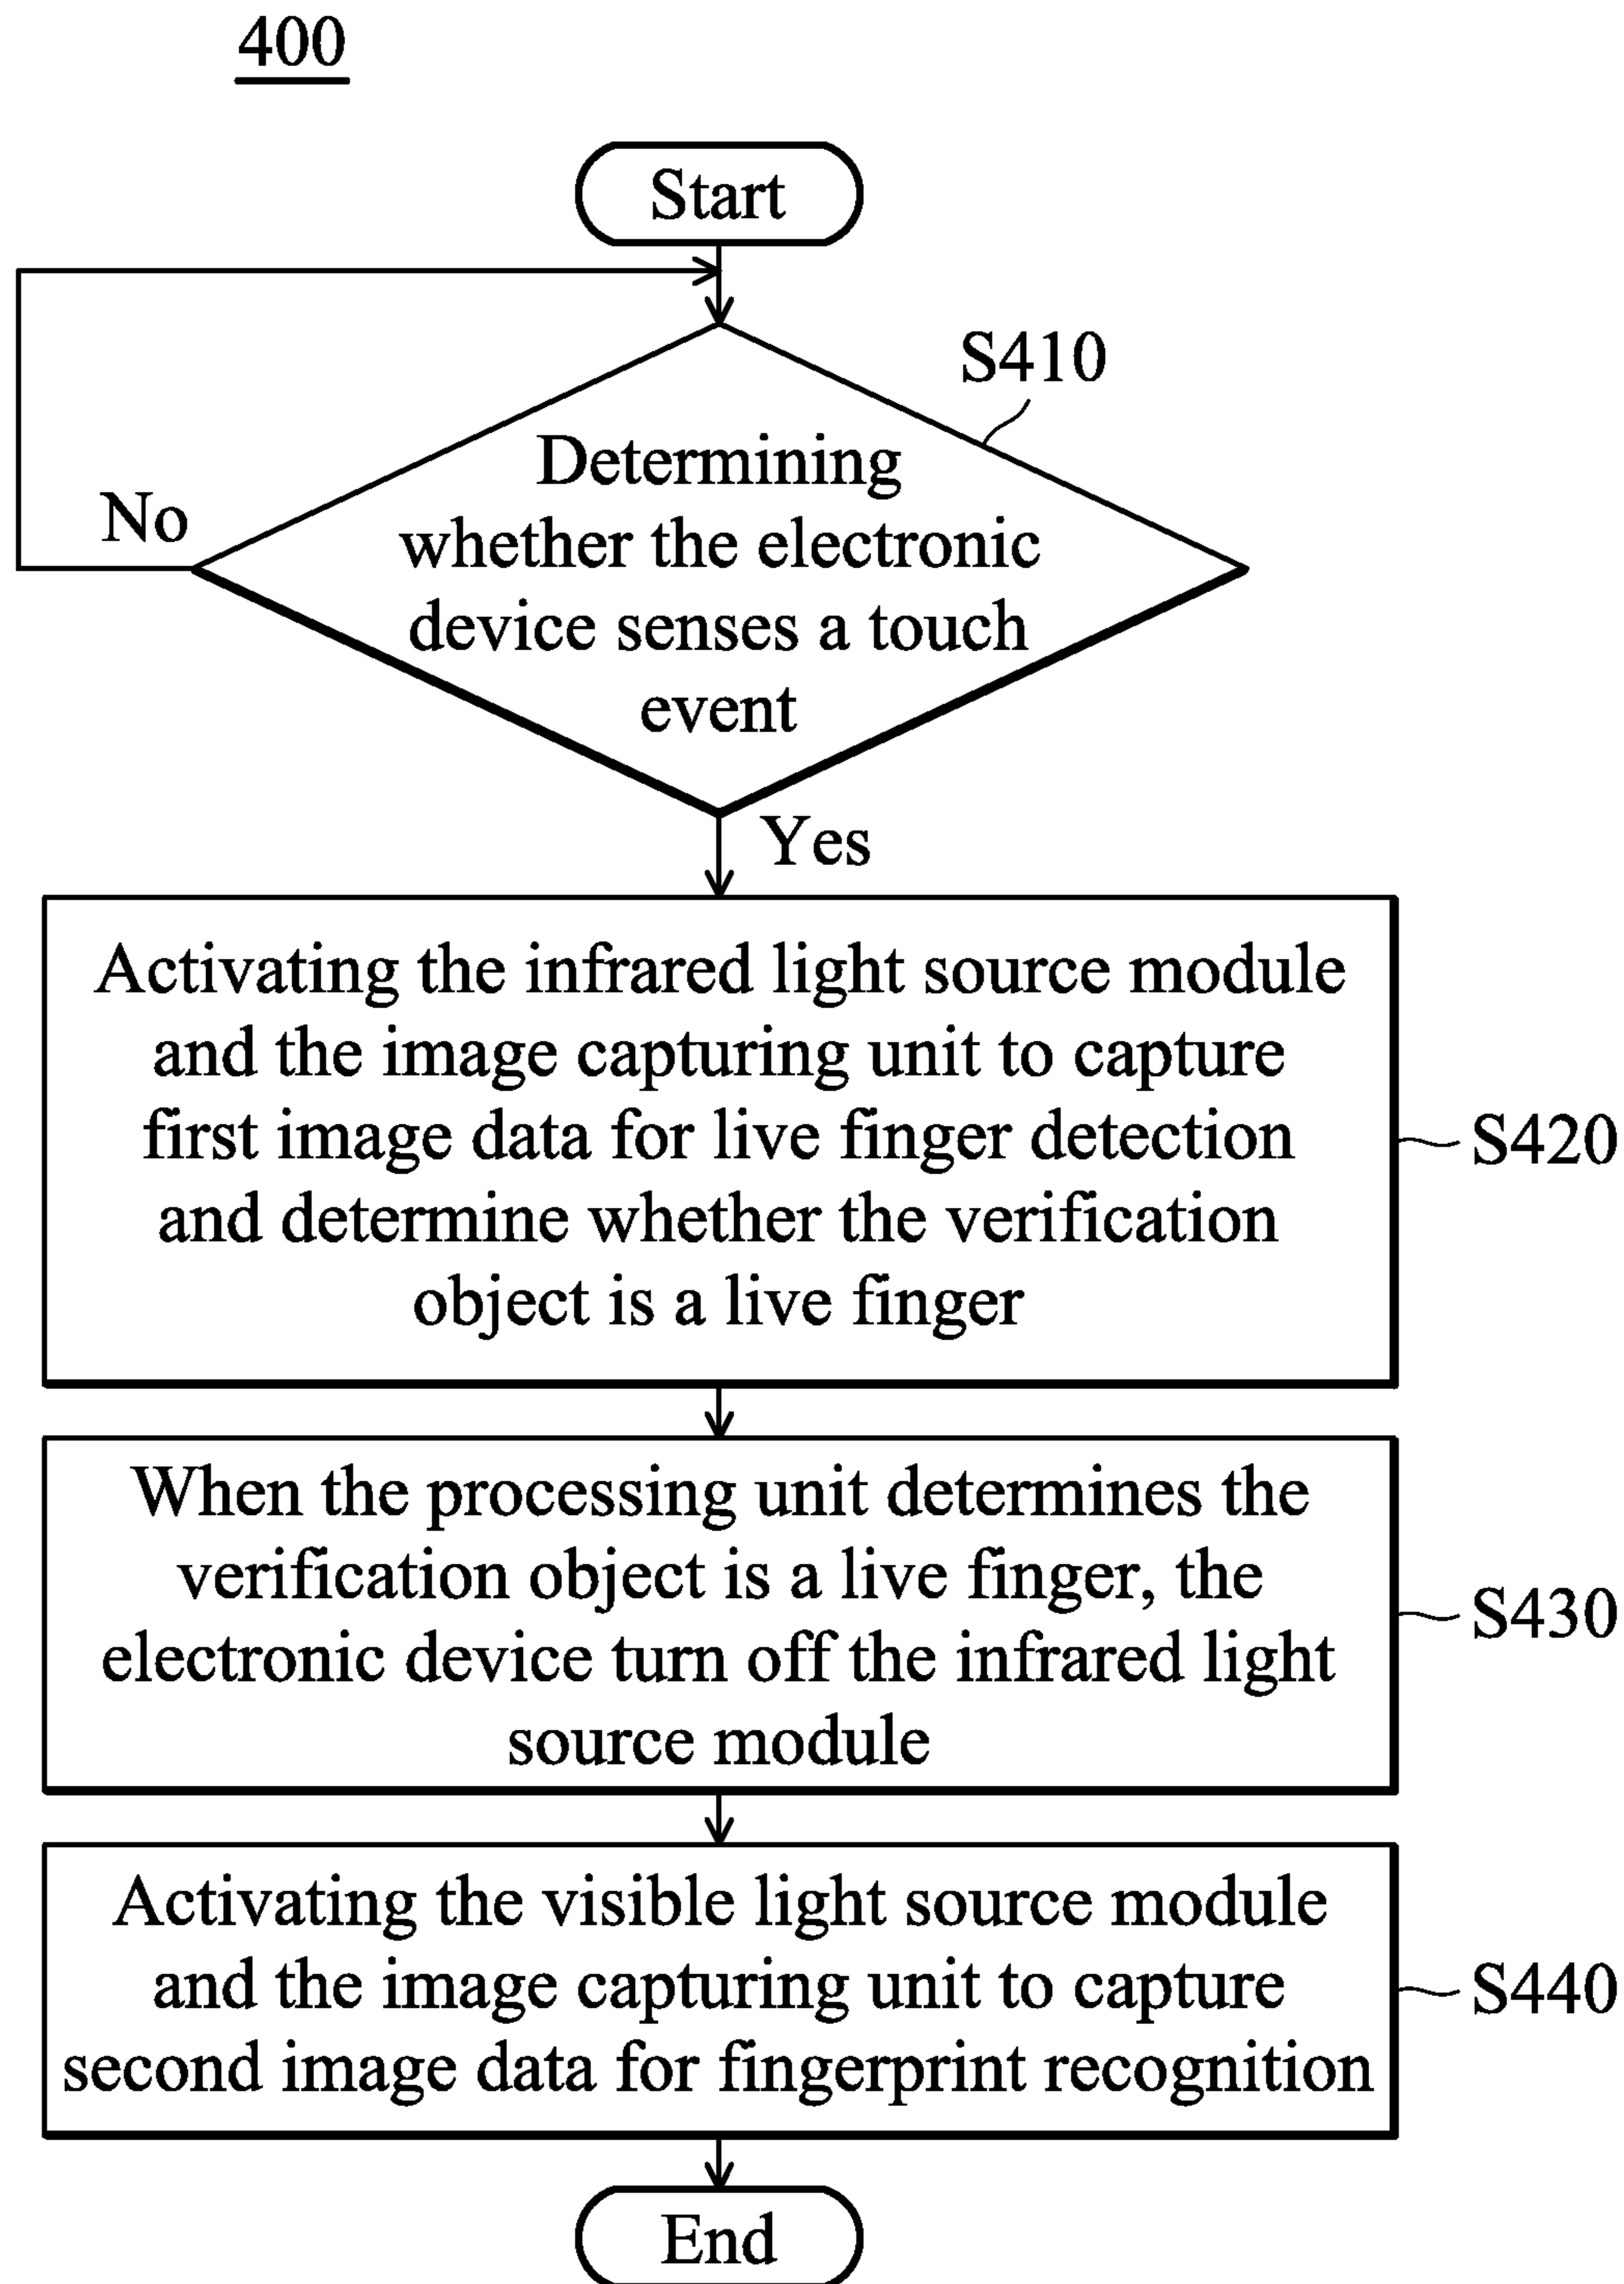 400
Start
S410
Determining
whether the electronic
device senses a touch
event
No
Yes
Activating the infrared light source module
and the image capturing unit to capture
first image data for live finger detection
and determine whether the verification
object is a live finger
S420
When the processing unit determines the
verification object is a live finger, the
electronic device turn off the infrared light
source module
S430
Activating the visible light source module
and the image capturing unit to capture
second image data for fingerprint recognition
S440
End